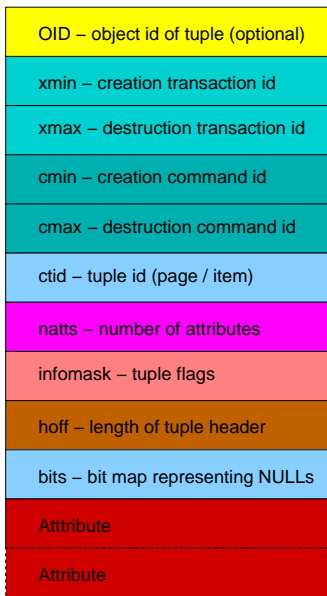 OID – object id of tuple (optional)
xmin – creation transaction id
xmax – destruction transaction id
cmin – creation command id
cmax – destruction command id
ctid – tuple id (page / item)
natts – number of attributes
infomask – tuple flags
hoff – length of tuple header
bits – bit map representing NULLs
Atttribute
Attribute